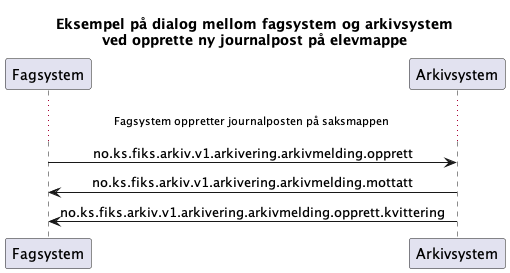 Eksempel på dialog mellom fagsystem og arkivsystem
ved opprette ny journalpost på elevmappe
Fagsystem
Arkivsystem
Fagsystem oppretter journalposten på saksmappen
no.ks.fiks.arkiv.v1.arkivering.arkivmelding.opprett
no.ks.fiks.arkiv.v1.arkivering.arkivmelding.mottatt
no.ks.fiks.arkiv.v1.arkivering.arkivmelding.opprett.kvittering
Fagsystem
Arkivsystem